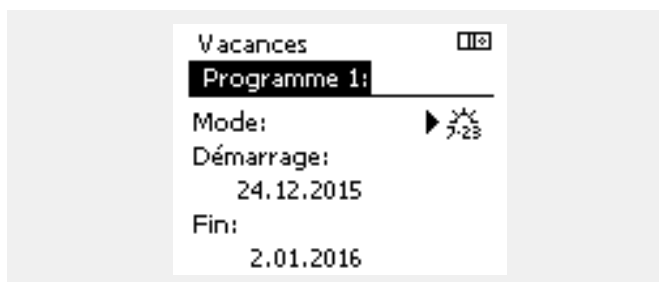 Vacances
Programme 1:
Mode:
7-23
Démarrage:
24.12.2015
Fin:
2.01.2016